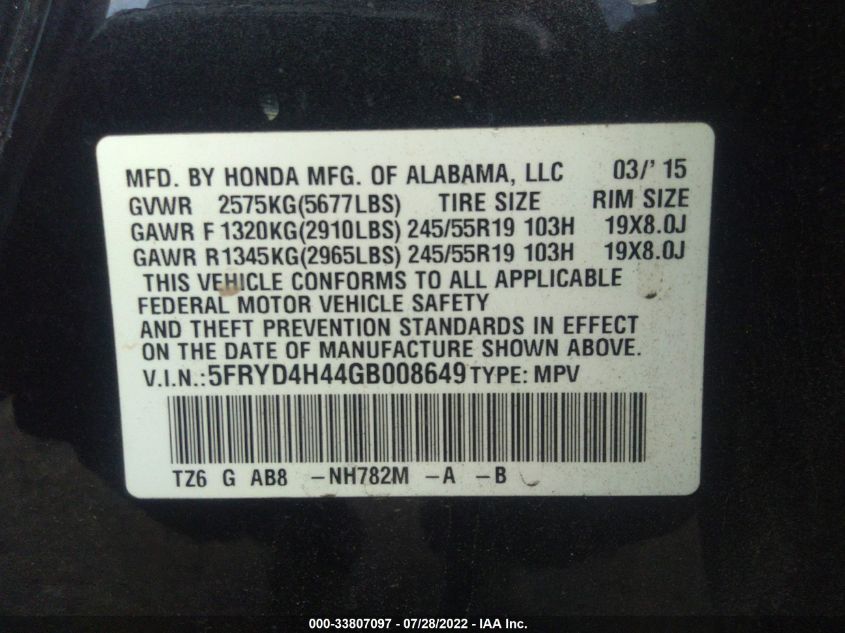 MFD. BY HONDA MFG. OF ALABAMA, LLC 03/' 15
GVWR 2575KG(5677LBS) TIRE SIZE RIM SIZE
GAWR F 1320KG(2910LBS) 245/55R19 103H 19X8.0J
GAWR R 1345KG(2965LBS) 245/55R19 103H 19X8.0J
THIS VEHICLE CONFORMS TO ALL APPLICABLE
FEDERAL MOTOR VEHICLE SAFETY
AND THEFT PREVENTION STANDARDS IN EFFECT
ON THE DATE OF MANUFACTURE SHOWN ABOVE.
V.I.N.: 5FRYD4H44GB008649 TYPE: MPV
TZ6 G AB8 -NH782M -A -B
000-33807097 - 07/28/2022 - IAA Inc.